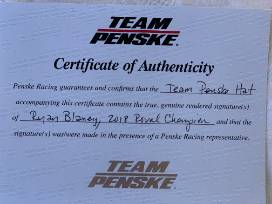 TEAM
PENSKE.
Certificate of Authenticity
Penske Racing guarantees and confirms that the Team Penske Hat
accompanying this certificate contains the true, genuine rendered signature(s)
of Ryan Blaney, 2018 Roval Champion and that the
signature(s) was/were made in the presence of a Penske Racing representative.
TEAM
PENSKE